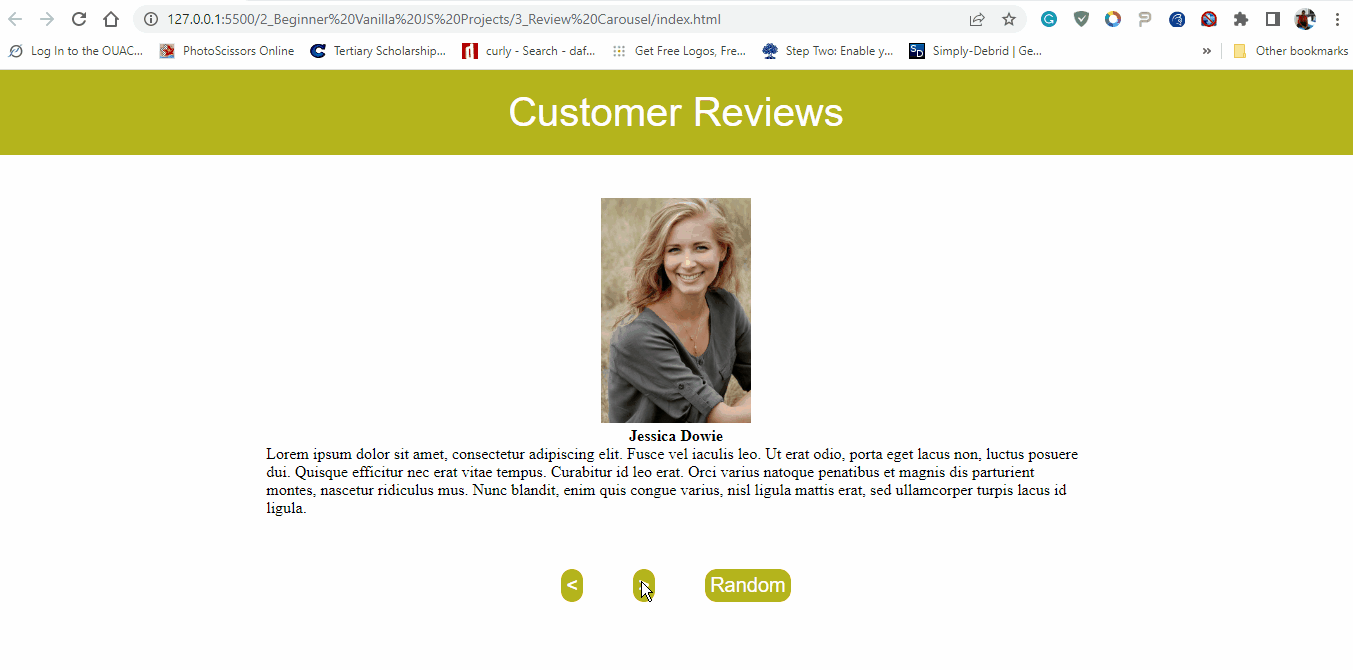 127.0.0.1:5500/2_Beginner%20Vanilla%20JS%20Projects/3_Review%20Carousel/index.html
Log In to the OUAC... PhotoScissors Online Tertiary Scholarship... curly - Search - daf... Get Free Logos, Fre... Step Two: Enable y... SD Simply-Debrid | Ge... » Other bookmarks
Customer Reviews
Jessica Dowie
Lorem ipsum dolor sit amet, consectetur adipiscing elit. Fusce vel iaculis leo. Ut erat odio, porta eget lacus non, luctus posuere
dui. Quisque efficitur nec erat vitae tempus. Curabitur id leo erat. Orci varius natoque penatibus et magnis dis parturient
montes, nascetur ridiculus mus. Nunc blandit, enim quis congue varius, nisl ligula mattis erat, sed ullamcorper turpis lacus id
ligula.
< Random